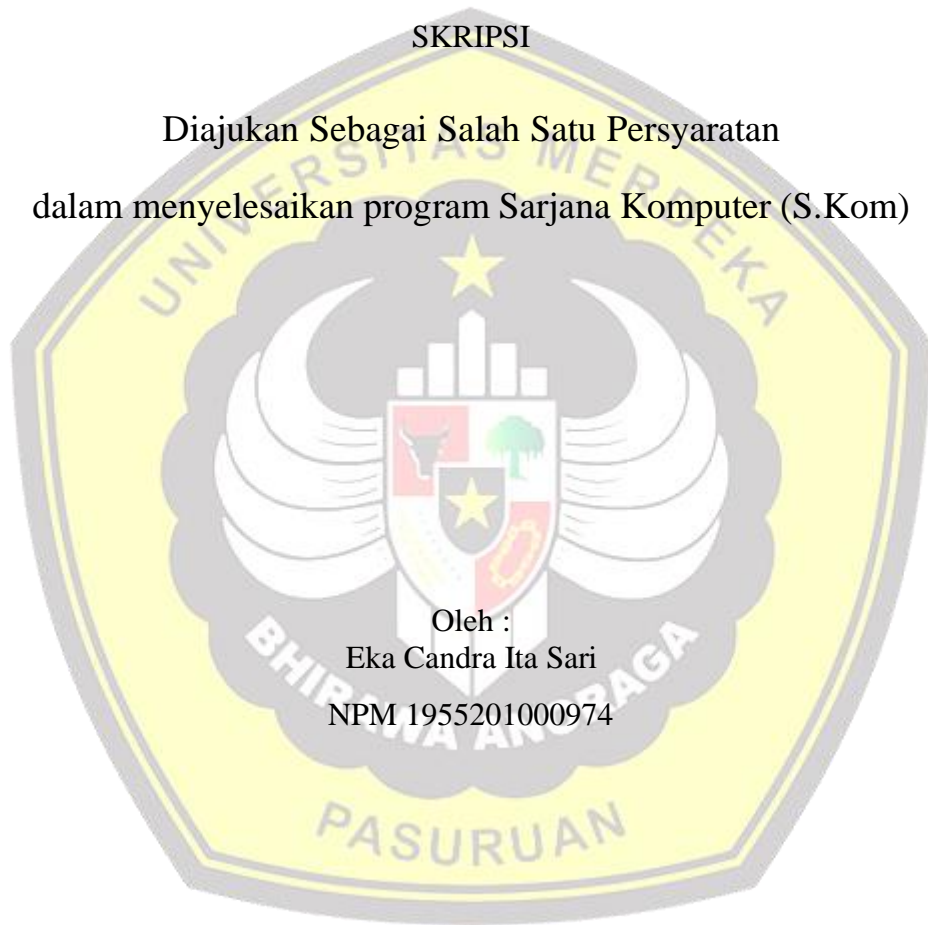 SKRIPSI
Diajukan Sebagai Salah Satu Persyaratan
dalam menyelesaikan program Sarjana Komputer (S.Kom)
UNIVERSITAS MERDEKA
Oleh :
Eka Candra Ita Sari
NPM 1955201000974
BHIRAWA ANORAGA
PASURUAN